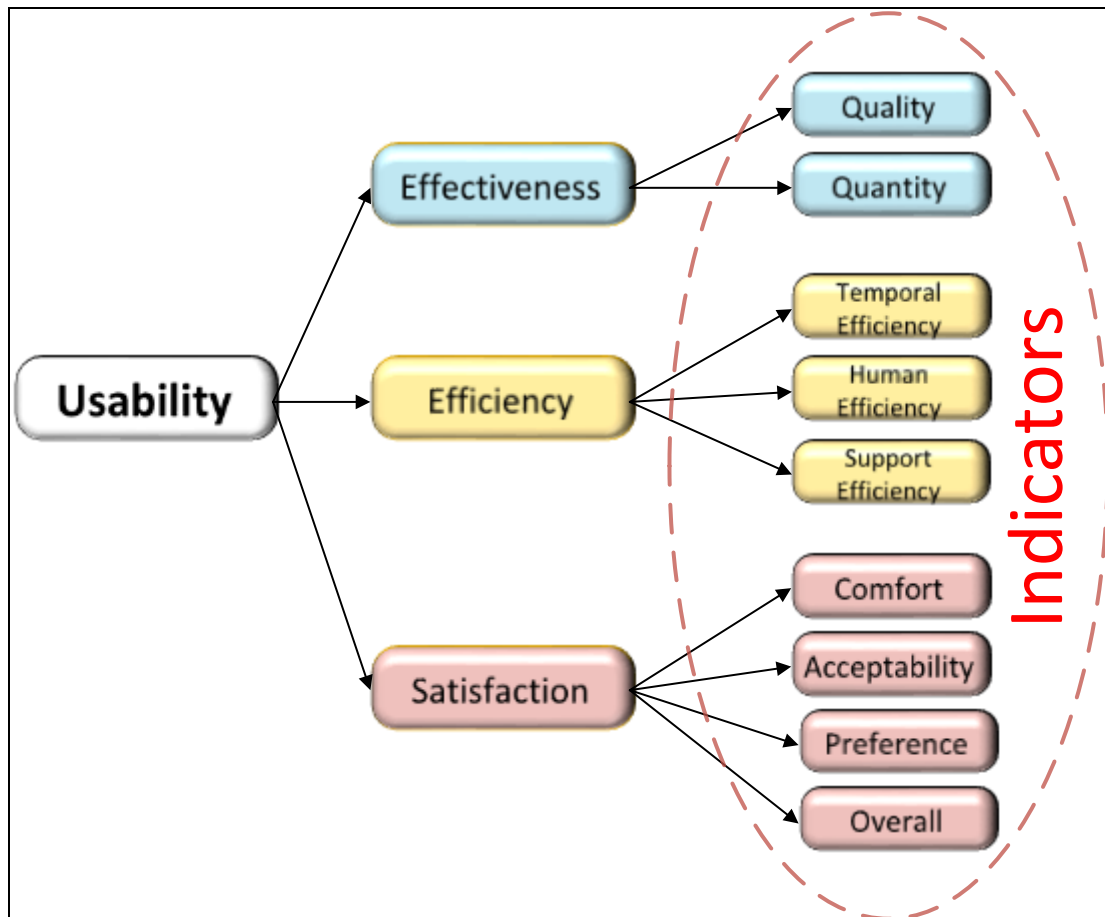 Usability
Effectiveness
Efficiency
Satisfaction
Quality
Quantity
Temporal
Efficiency
Human
Efficiency
Support
Efficiency
Comfort
Acceptability
Preference
Overall
Indicators